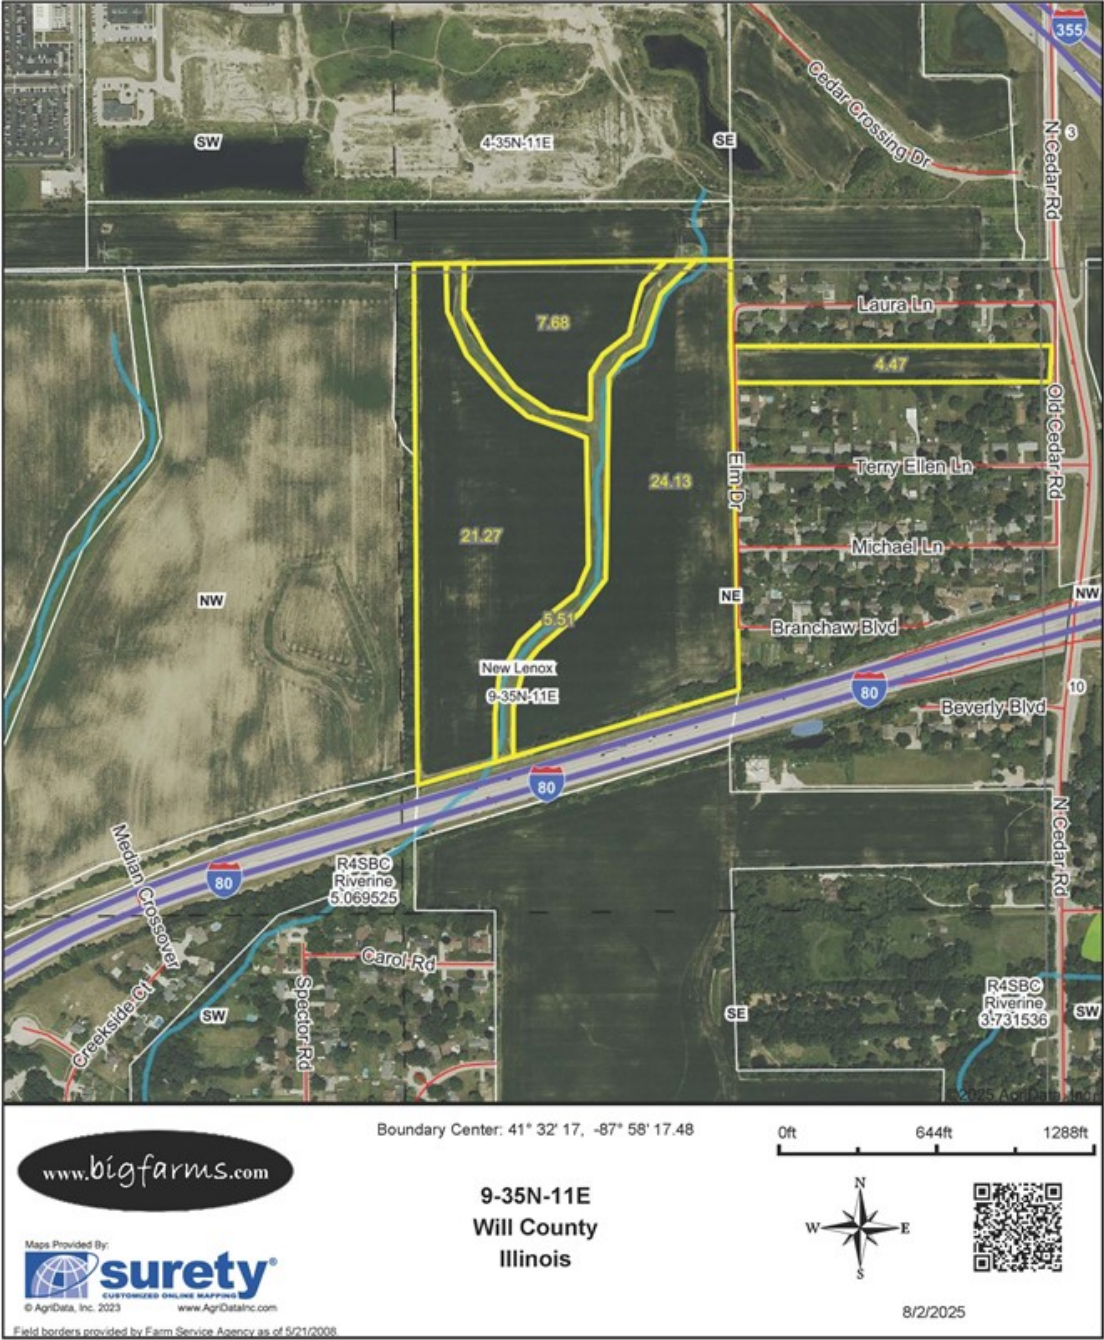 355
Cedar Crossing Dr
N Cedar Rd
3
SW
4-35N-11E
SE
Laura Ln
7.68
4.47
Old Cedar Rd
Elm Dr
Terry Ellen Ln
24.13
21.27
Michael Ln
NW
NE
NW
5.51
Branchaw Blvd
New Lenox
9-35N-11E
80
10
Beverly Blvd
80
N Cedar Rd
Median Crossover
80
R4SBC
Riverine
5.069525
Carol Rd
Creekside Ct
Spector Rd
SW
SE
R4SBC
Riverine
3.731536
SW
©2025 AgriData, Inc.
Boundary Center: 41° 32' 17, -87° 58' 17.48
0ft 644ft 1288ft
www.bigfarms.com
9-35N-11E
Will County
Illinois
N
W E
S
Maps Provided By:
surety®
CUSTOMIZED ONLINE MAPPING
© AgriData, Inc. 2023 www.AgriDataInc.com
8/2/2025
Field borders provided by Farm Service Agency as of 5/21/2008.